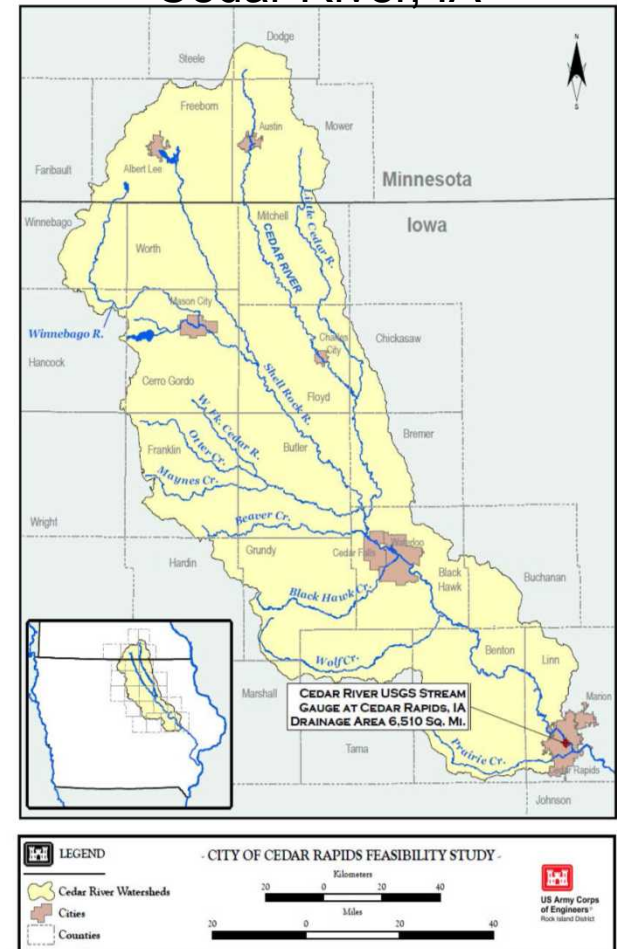 Cedar River, IA
Dodge
Steele
N
Freeborn
Austin
Mower
S
Albert Lee
Faribault
Minnesota
Winnebago
Mitchell
Little Cedar R.
Iowa
CEDAR RIVER
Worth
Mason City
Winnebago R.
Charles
City
Chickasaw
Hancock
Cerro Gordo
Shell Rock R.
Floyd
W. Fk. Cedar R.
Bremer
Otter Cr.
Butler
Franklin
Maynes Cr.
Beaver Cr.
Wright
Grundy
Cedar Falls
Waterloo
Hardin
Black
Hawk
Buchanan
Black Hawk Cr.
Benton
Linn
Wolf Cr.
Marshall
CEDAR RIVER USGS STREAM
GAUGE AT CEDAR RAPIDS, IA
DRAINAGE AREA 6,510 SQ. MI.
Marion
Tama
Prairie Cr.
Cedar Rapids
Johnson
LEGEND
- CITY OF CEDAR RAPIDS FEASIBILITY STUDY -
Cedar River Watersheds
Cities
Counties
Kilometers
20 0 20 40
Miles
20 0 20 40
US Army Corps
of Engineers®
Rock Island District